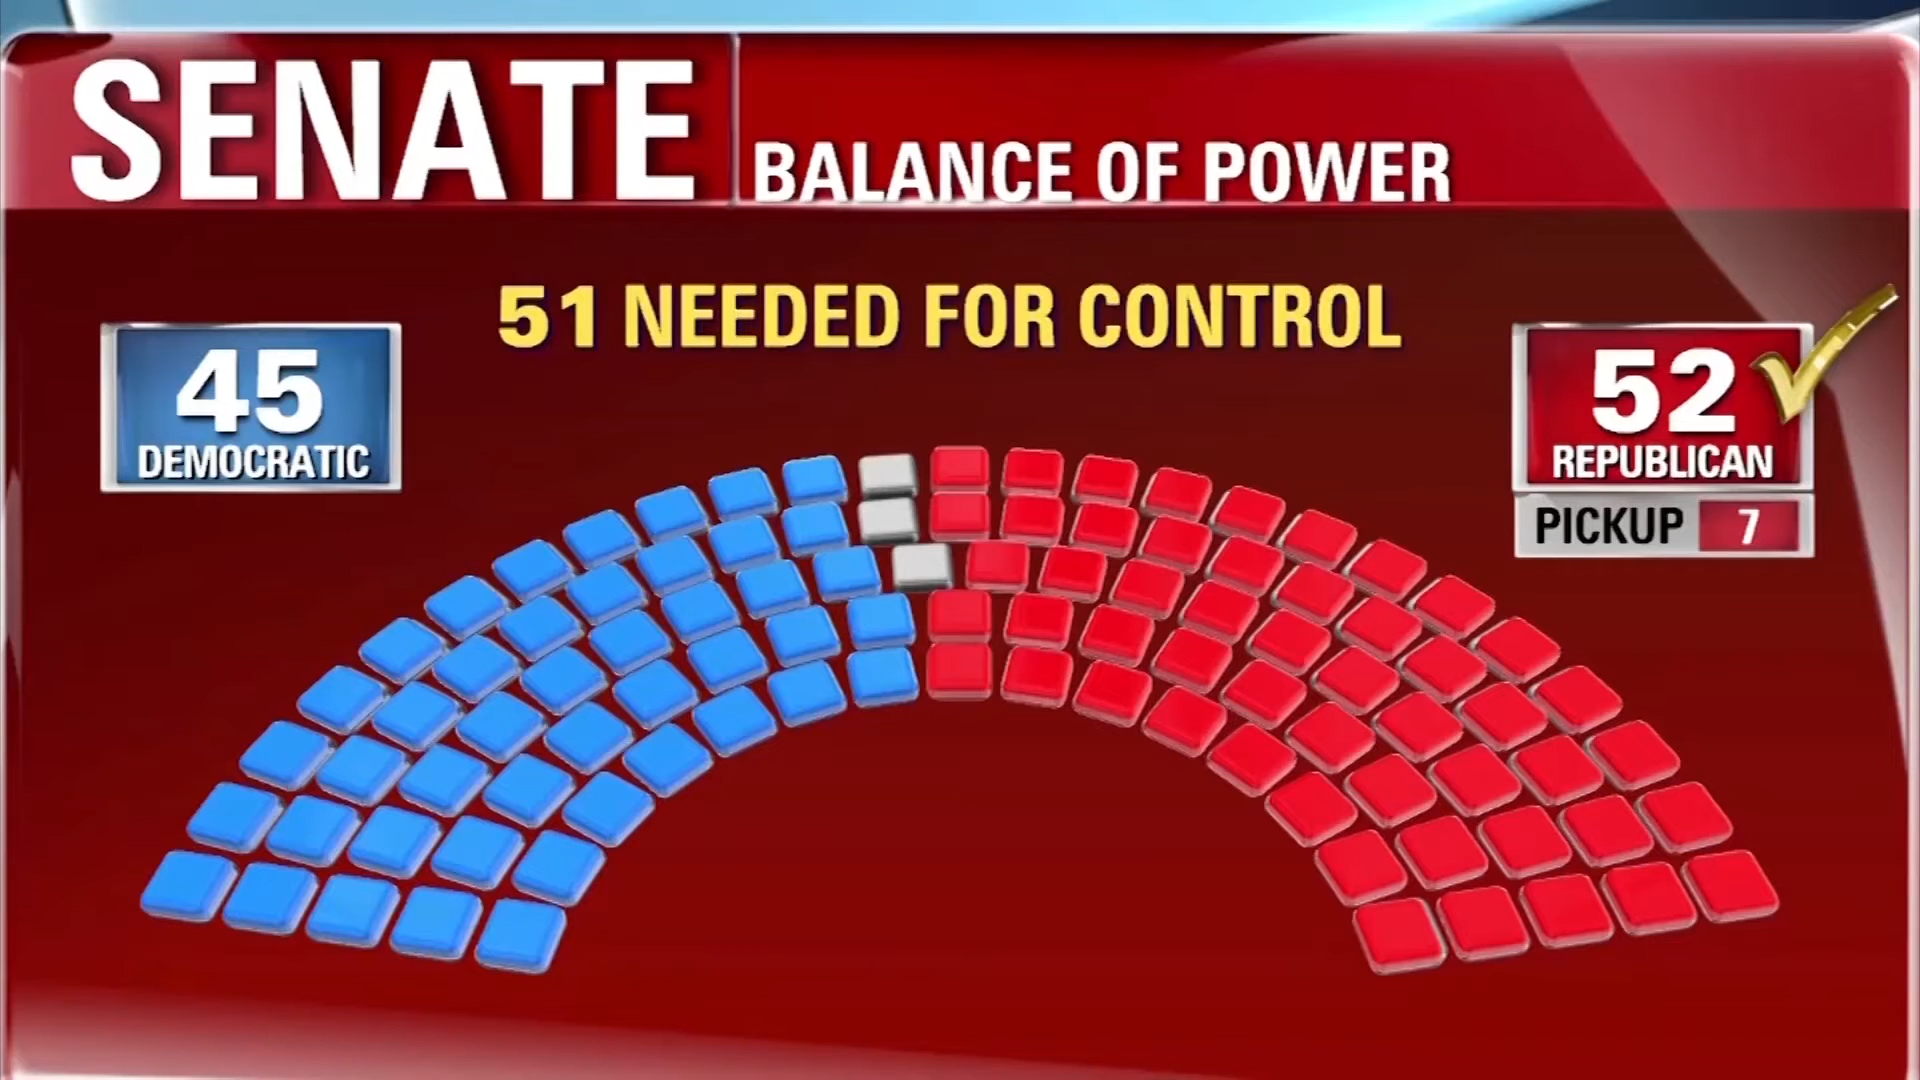 SENATE
BALANCE OF POWER
51 NEEDED FOR CONTROL
45
DEMOCRATIC
52
REPUBLICAN
PICKUP 7